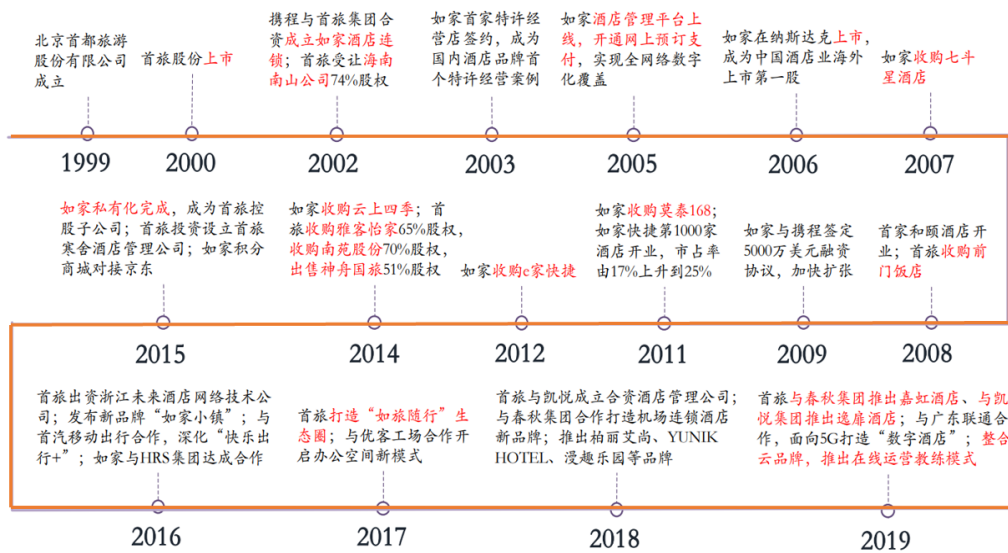 北京首都旅游
股份有限公司
成立
1999
首旅股份上市
2000
携程与首旅集团合
资成立如家酒店连
锁；首旅受让海南
南山公司74%股权
2002
如家首家特许经
营店签约，成为
国内酒店品牌首
个特许经营案例
2003
如家酒店管理平台上
线，开通网上预订支
付，实现全网络数字
化覆盖
2005
如家在纳斯达克上市，
成为中国酒店业海外
上市第一股
2006
如家收购七斗
星酒店
2007
首家和颐酒店开
业；首旅收购前
门饭店
2008
如家与携程签定
5000万美元融资
协议，加快扩张
2009
如家收购莫泰168；
如家快捷第1000家
酒店开业，市占率
由17%上升到25%
2011
如家收购e家快捷
2012
如家收购云上四季；首
旅收购雅客怡家65%股权，
收购南苑股份70%股权，
出售神舟国旅51%股权
2014
如家私有化完成，成为首旅控
股子公司；首旅投资设立首旅
寒舍酒店管理公司；如家积分
商城对接京东
2015
首旅出资浙江未来酒店网络技术公
司；发布新品牌“如家小镇”；与
首汽移动出行合作，深化“快乐出
行+”；如家与HRS集团达成合作
2016
首旅打造“如旅随行”生
态圈；与优客工场合作开
启办公空间新模式
2017
首旅与凯悦成立合资酒店管理公司；
与春秋集团合作打造机场连锁酒店
新品牌；推出柏丽艾尚、YUNIK
HOTEL、漫趣乐园等品牌
2018
首旅与春秋集团推出嘉虹酒店、与凯
悦集团推出逸扉酒店；与广东联通合
作，面向5G打造“数字酒店”；整合
云品牌，推出在线运营教练模式
2019